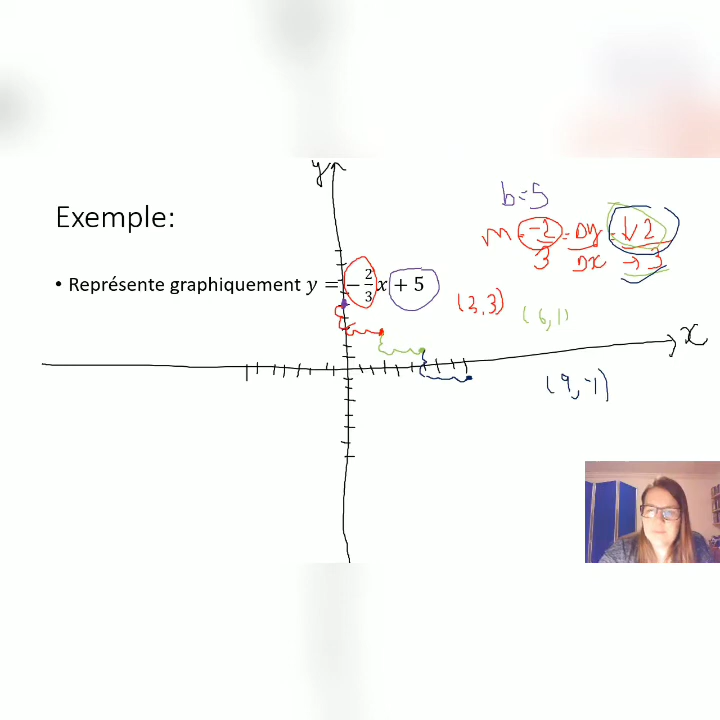 y
b=5
Exemple:
m = -2/3 = Δy/Δx = ↓2/→3
• Représente graphiquement y = −2/3x + 5
(3,3)
(6,1)
x
(9,-1)